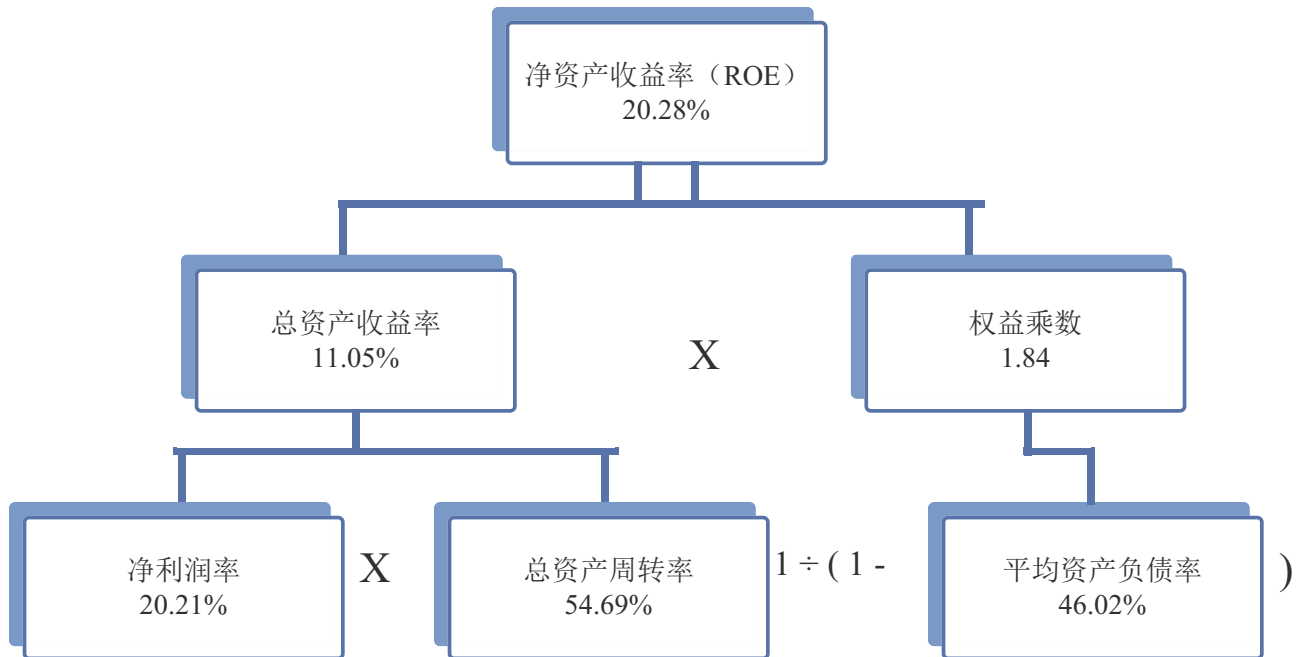 净资产收益率（ROE）
20.28%
总资产收益率
11.05%
X
权益乘数
1.84
净利润率
20.21%
X
总资产周转率
54.69%
1 ÷ ( 1 -
平均资产负债率
46.02%
)